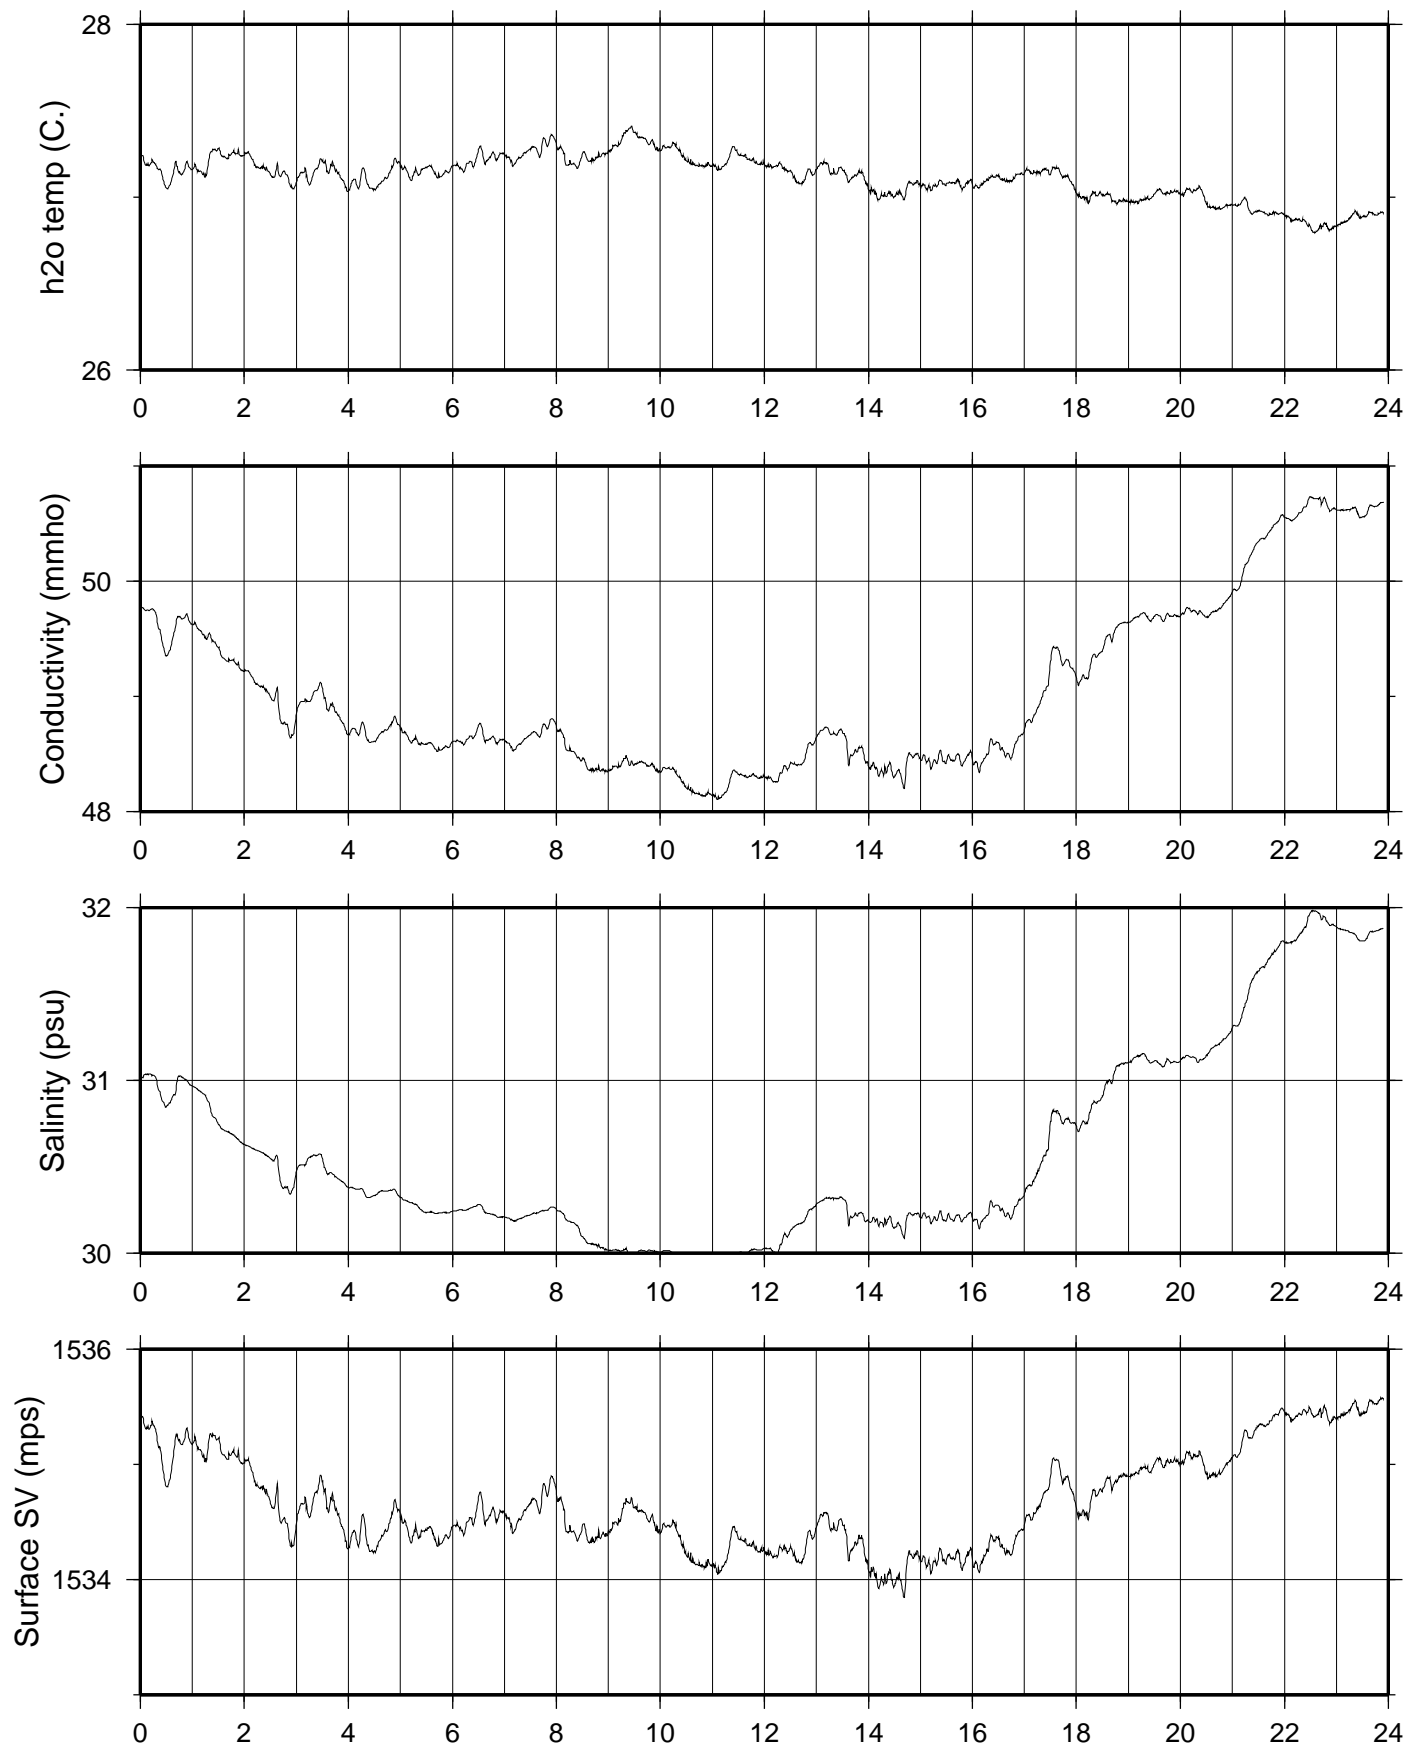 28
h2o temp (C.)
26
0 2 4 6 8 10 12 14 16 18 20 22 24
50
Conductivity (mmho)
48
0 2 4 6 8 10 12 14 16 18 20 22 24
32
31
Salinity (psu)
30
0 2 4 6 8 10 12 14 16 18 20 22 24
1536
Surface SV (mps)
1534
0 2 4 6 8 10 12 14 16 18 20 22 24